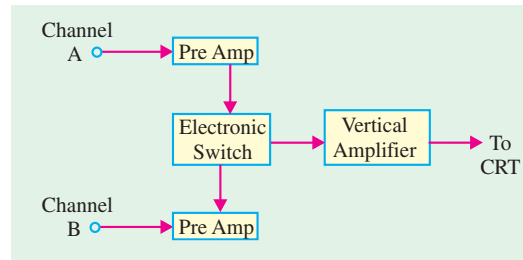 Channel
A
Pre Amp
Electronic
Switch
Vertical
Amplifier
To
CRT
Channel
B
Pre Amp